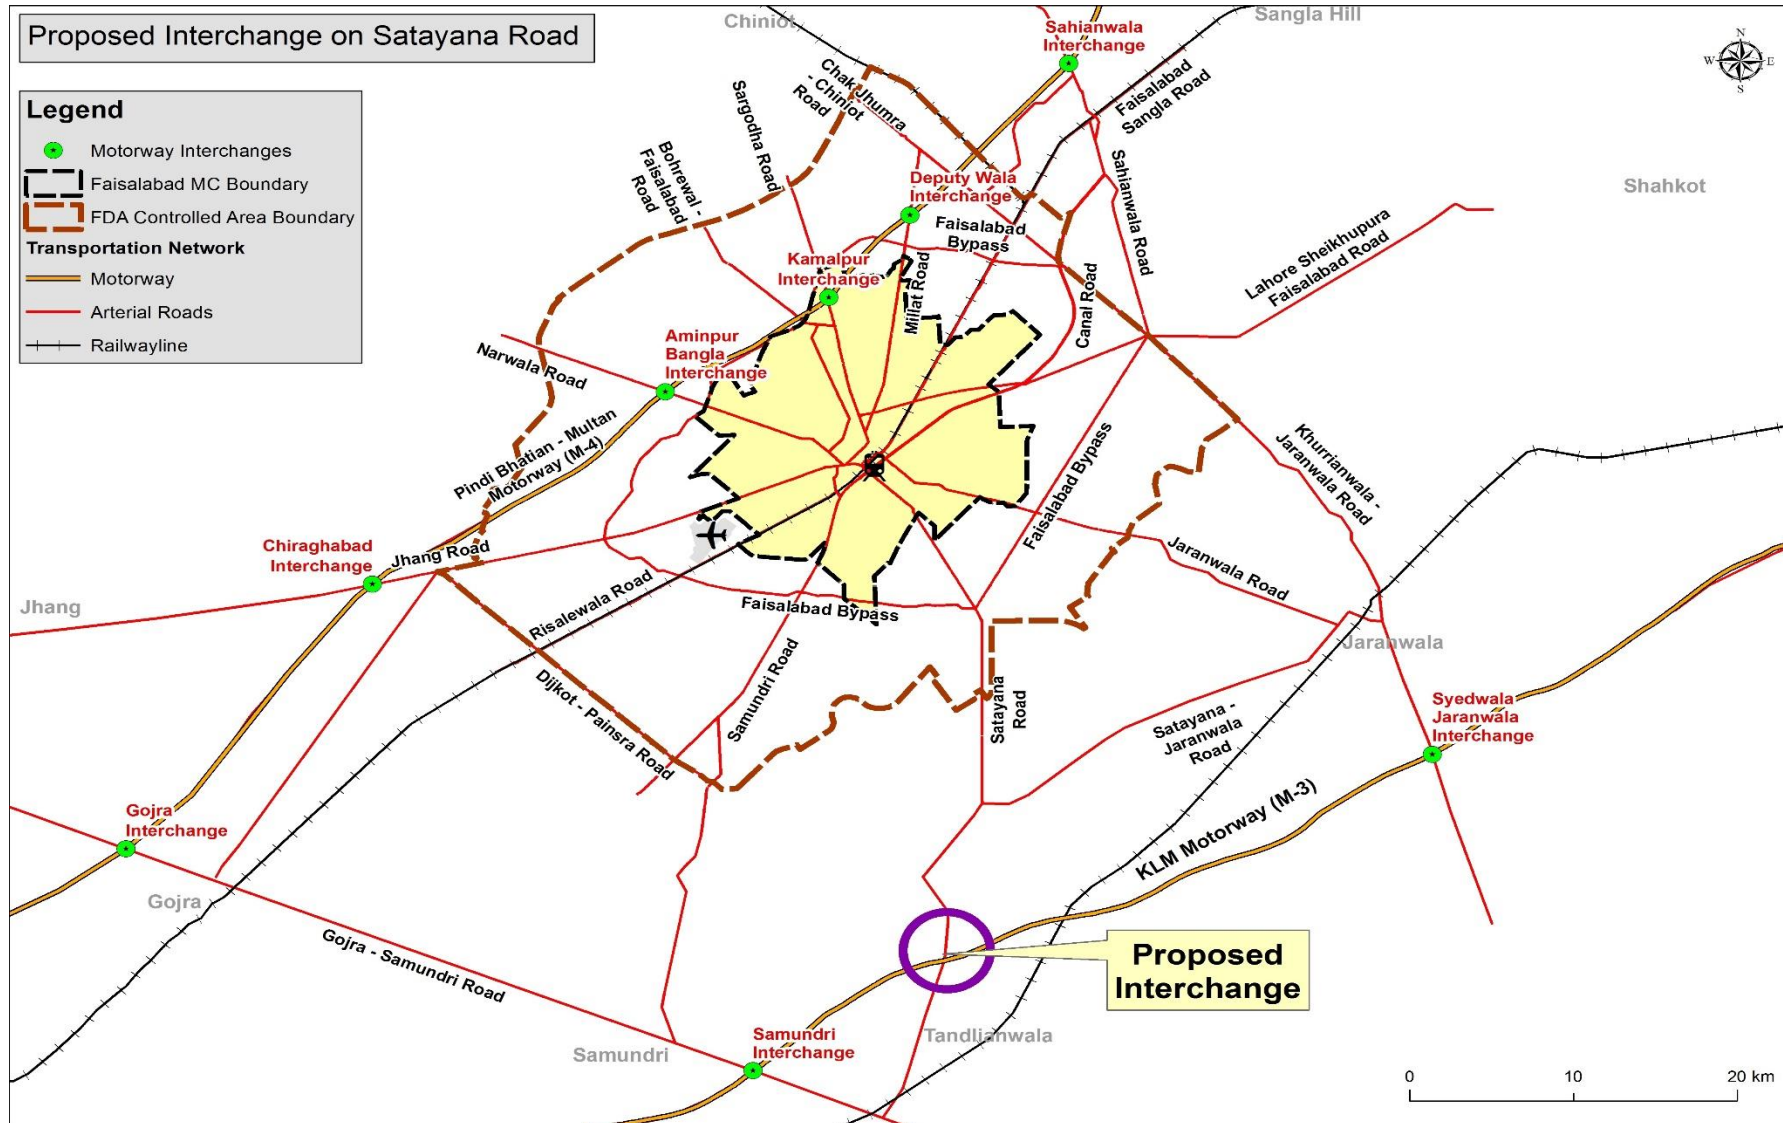 Proposed Interchange on Satayana Road
Legend
Motorway Interchanges
Faisalabad MC Boundary
FDA Controlled Area Boundary
Transportation Network
Motorway
Arterial Roads
Railwayline
Chiniot
Sangla Hill
Sahianwala
Interchange
N
W
E
S
Chak Jhumra
- Chiniot
Road
Faisalabad
Sangla Road
Sargodha Road
Bohrewal -
Faisalabad
Road
Sahianwala Road
Deputy Wala
Interchange
Shahkot
Faisalabad
Bypass
Lahore Sheikhupura
Faisalabad Road
Kamalpur
Interchange
Millat Road
Canal Road
Aminpur
Bangla
Interchange
Narwala Road
Pindi Bhatian - Multan
Motorway (M-4)
Khurrianwala -
Jaranwala Road
Faisalabad Bypass
Chiraghabad
Interchange
Jhang Road
Jaranwala Road
Jhang
Risalewala Road
Faisalabad Bypass
Jaranwala
Samundri Road
Dijkot - Painsra Road
Satayana
Road
Satayana -
Jaranwala
Road
Syedwala
Jaranwala
Interchange
Gojra
Interchange
KLM Motorway (M-3)
Gojra
Gojra - Samundri Road
Proposed
Interchange
Samundri
Samundri
Interchange
Tandlianwala
0
10
20 km